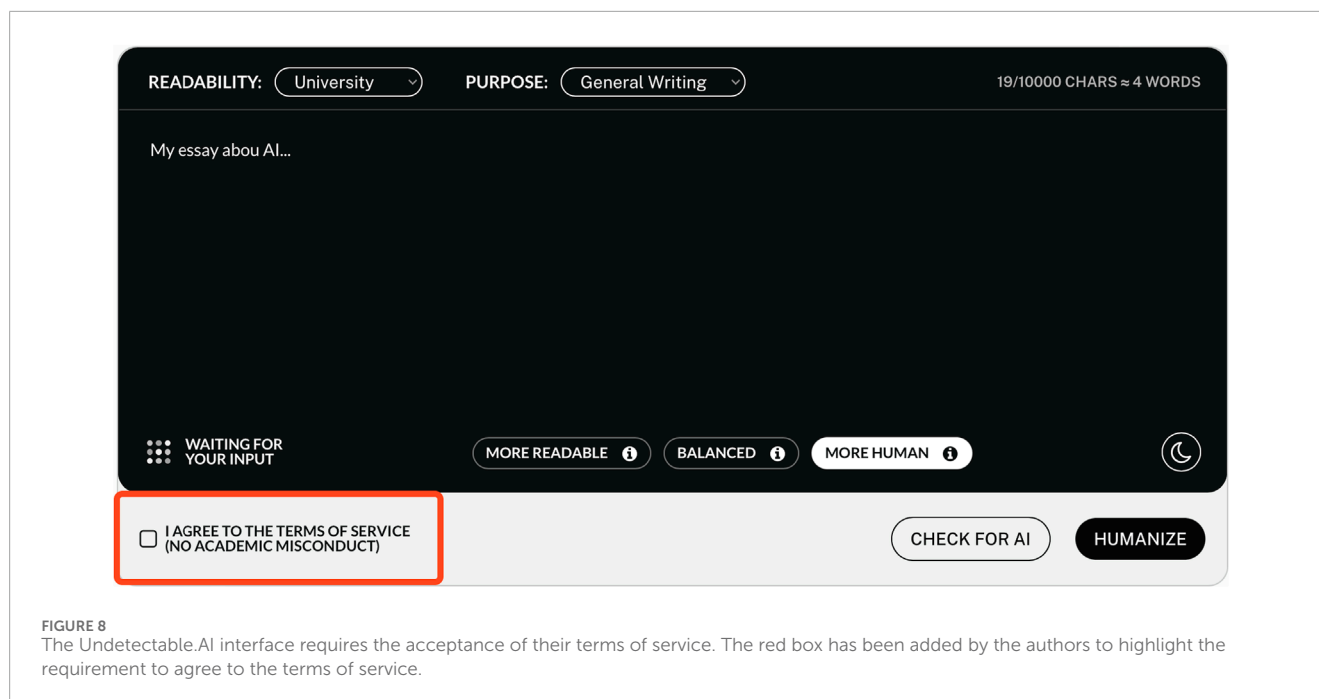 READABILITY: University PURPOSE: General Writing 19/10000 CHARS ≈ 4 WORDS
My essay abou AI...
WAITING FOR
YOUR INPUT
MORE READABLE i BALANCED i MORE HUMAN i
I AGREE TO THE TERMS OF SERVICE
(NO ACADEMIC MISCONDUCT)
CHECK FOR AI HUMANIZE
FIGURE 8
The Undetectable.AI interface requires the acceptance of their terms of service. The red box has been added by the authors to highlight the
requirement to agree to the terms of service.